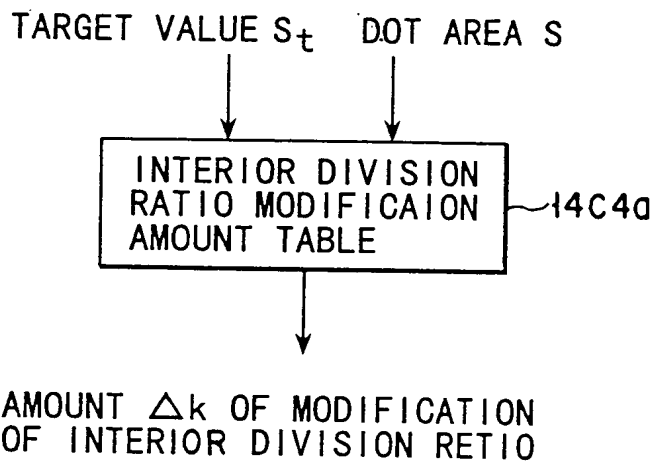 TARGET VALUE St DOT AREA S
INTERIOR DIVISION
RATIO MODIFICAION
AMOUNT TABLE
14C4a
AMOUNT △k OF MODIFICATION
OF INTERIOR DIVISION RETIO